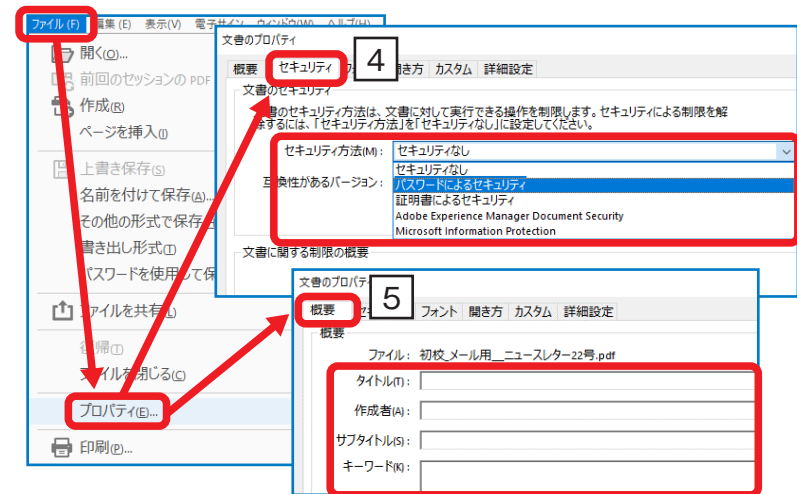 ファイル(F) 編集(E) 表示(V) 電子サイン ウィンドウ(W) ヘルプ(H)
開く(O)...
前回のセッションの PDF
作成(R)
ページを挿入(I)
上書き保存(S)
名前を付けて保存(A)...
その他の形式で保存
書き出し形式(T)
パスワードを使用して保
ファイルを共有(L)
復帰(T)
ファイルを閉じる(C)
プロパティ(E)...
印刷(P)...
文書のプロパティ
4
概要 セキュリティ 開き方 カスタム 詳細設定
文書のセキュリティ
文書のセキュリティ方法は、文書に対して実行できる操作を制限します。セキュリティによる制限を解
除するには、「セキュリティ方法」を「セキュリティなし」に設定してください。
セキュリティ方法(M): セキュリティなし
セキュリティなし
互換性があるバージョン: パスワードによるセキュリティ
証明書によるセキュリティ
Adobe Experience Manager Document Security
Microsoft Information Protection
文書に関する制限の概要
文書のプロパティ
5
概要 フォント 開き方 カスタム 詳細設定
概要
ファイル: 初校_メール用__ニュースレター22号.pdf
タイトル(T):
作成者(A):
サブタイトル(S):
キーワード(K):